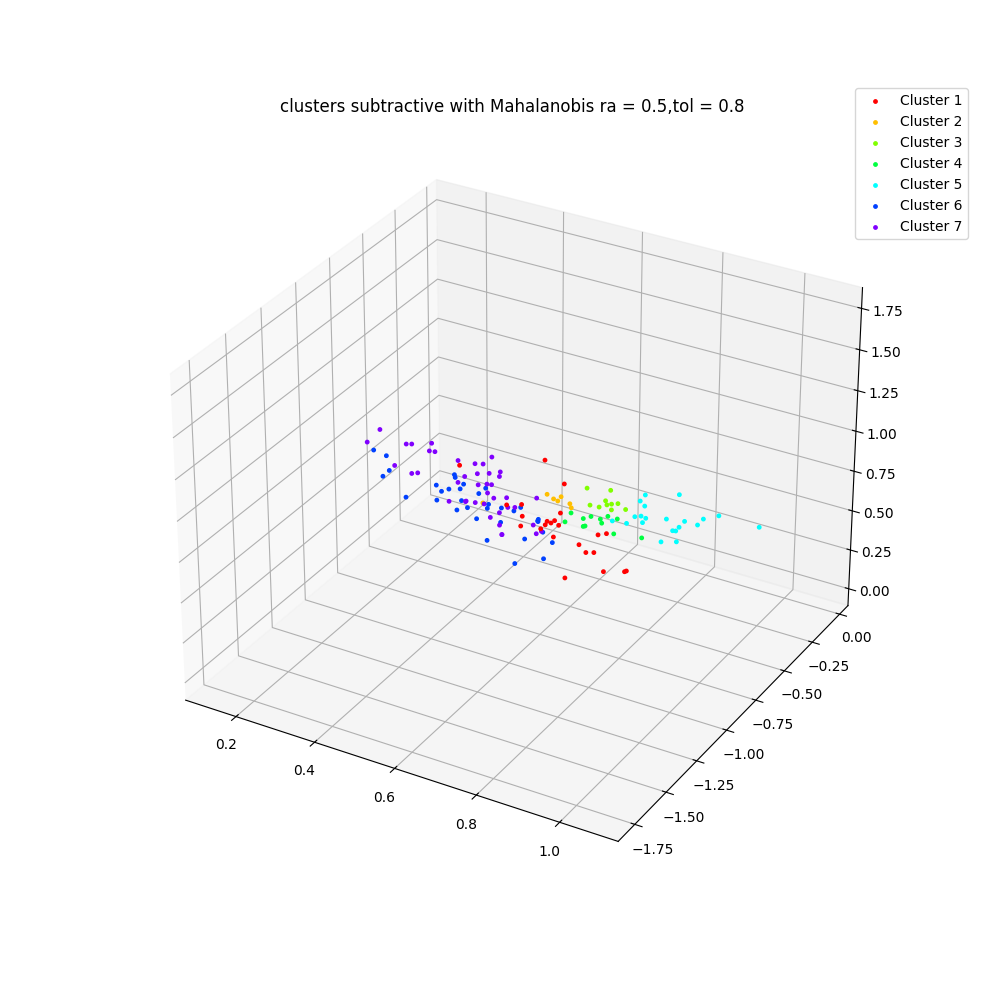 clusters subtractive with Mahalanobis ra = 0.5,tol = 0.8
Cluster 1
Cluster 2
Cluster 3
Cluster 4
Cluster 5
Cluster 6
Cluster 7
1.75
1.50
1.25
1.00
0.75
0.50
0.25
0.00
0.00
−0.25
−0.50
−0.75
−1.00
−1.25
−1.50
−1.75
0.2
0.4
0.6
0.8
1.0